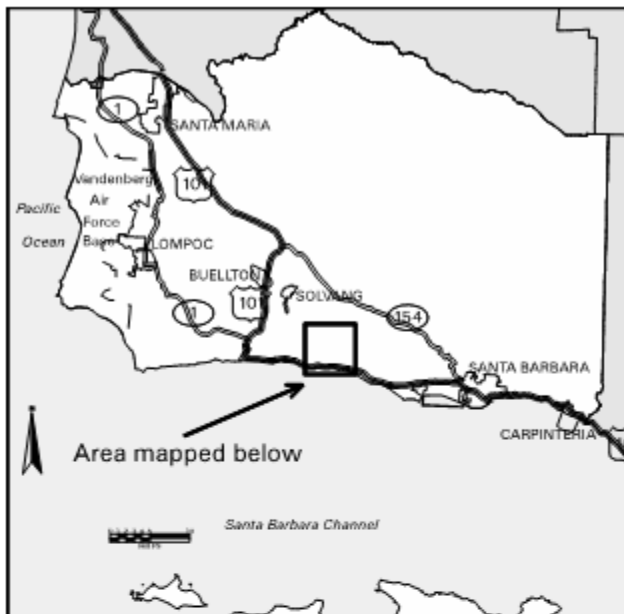 1
SANTA MARIA
101
Vandenberg
Air
Force
Base
Pacific
Ocean
LOMPOC
BUELLTON
SOLVANG
101
1
154
SANTA BARBARA
CARPINTERIA
Area mapped below
Santa Barbara Channel